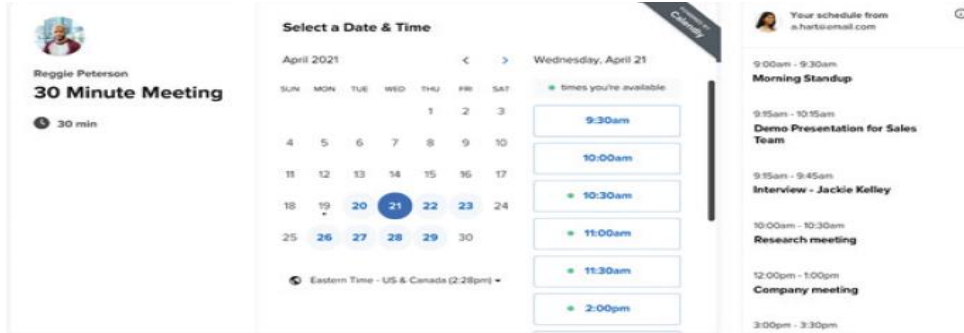 Reggie Peterson
30 Minute Meeting
30 min
Select a Date & Time
POWERED BY
Calendly
April 2021 < >
SUN MON TUE WED THU FRI SAT
1 2 3
4 5 6 7 8 9 10
11 12 13 14 15 16 17
18 19 20 21 22 23 24
25 26 27 28 29 30
Eastern Time - US & Canada (2:28pm)
Wednesday, April 21
times you're available
9:30am
10:00am
10:30am
11:00am
11:30am
2:00pm
Your schedule from
a.hart@email.com
9:00am - 9:30am
Morning Standup
9:15am - 10:15am
Demo Presentation for Sales
Team
9:15am - 9:45am
Interview - Jackie Kelley
10:00am - 10:30am
Research meeting
12:00pm - 1:00pm
Company meeting
3:00pm - 3:30pm